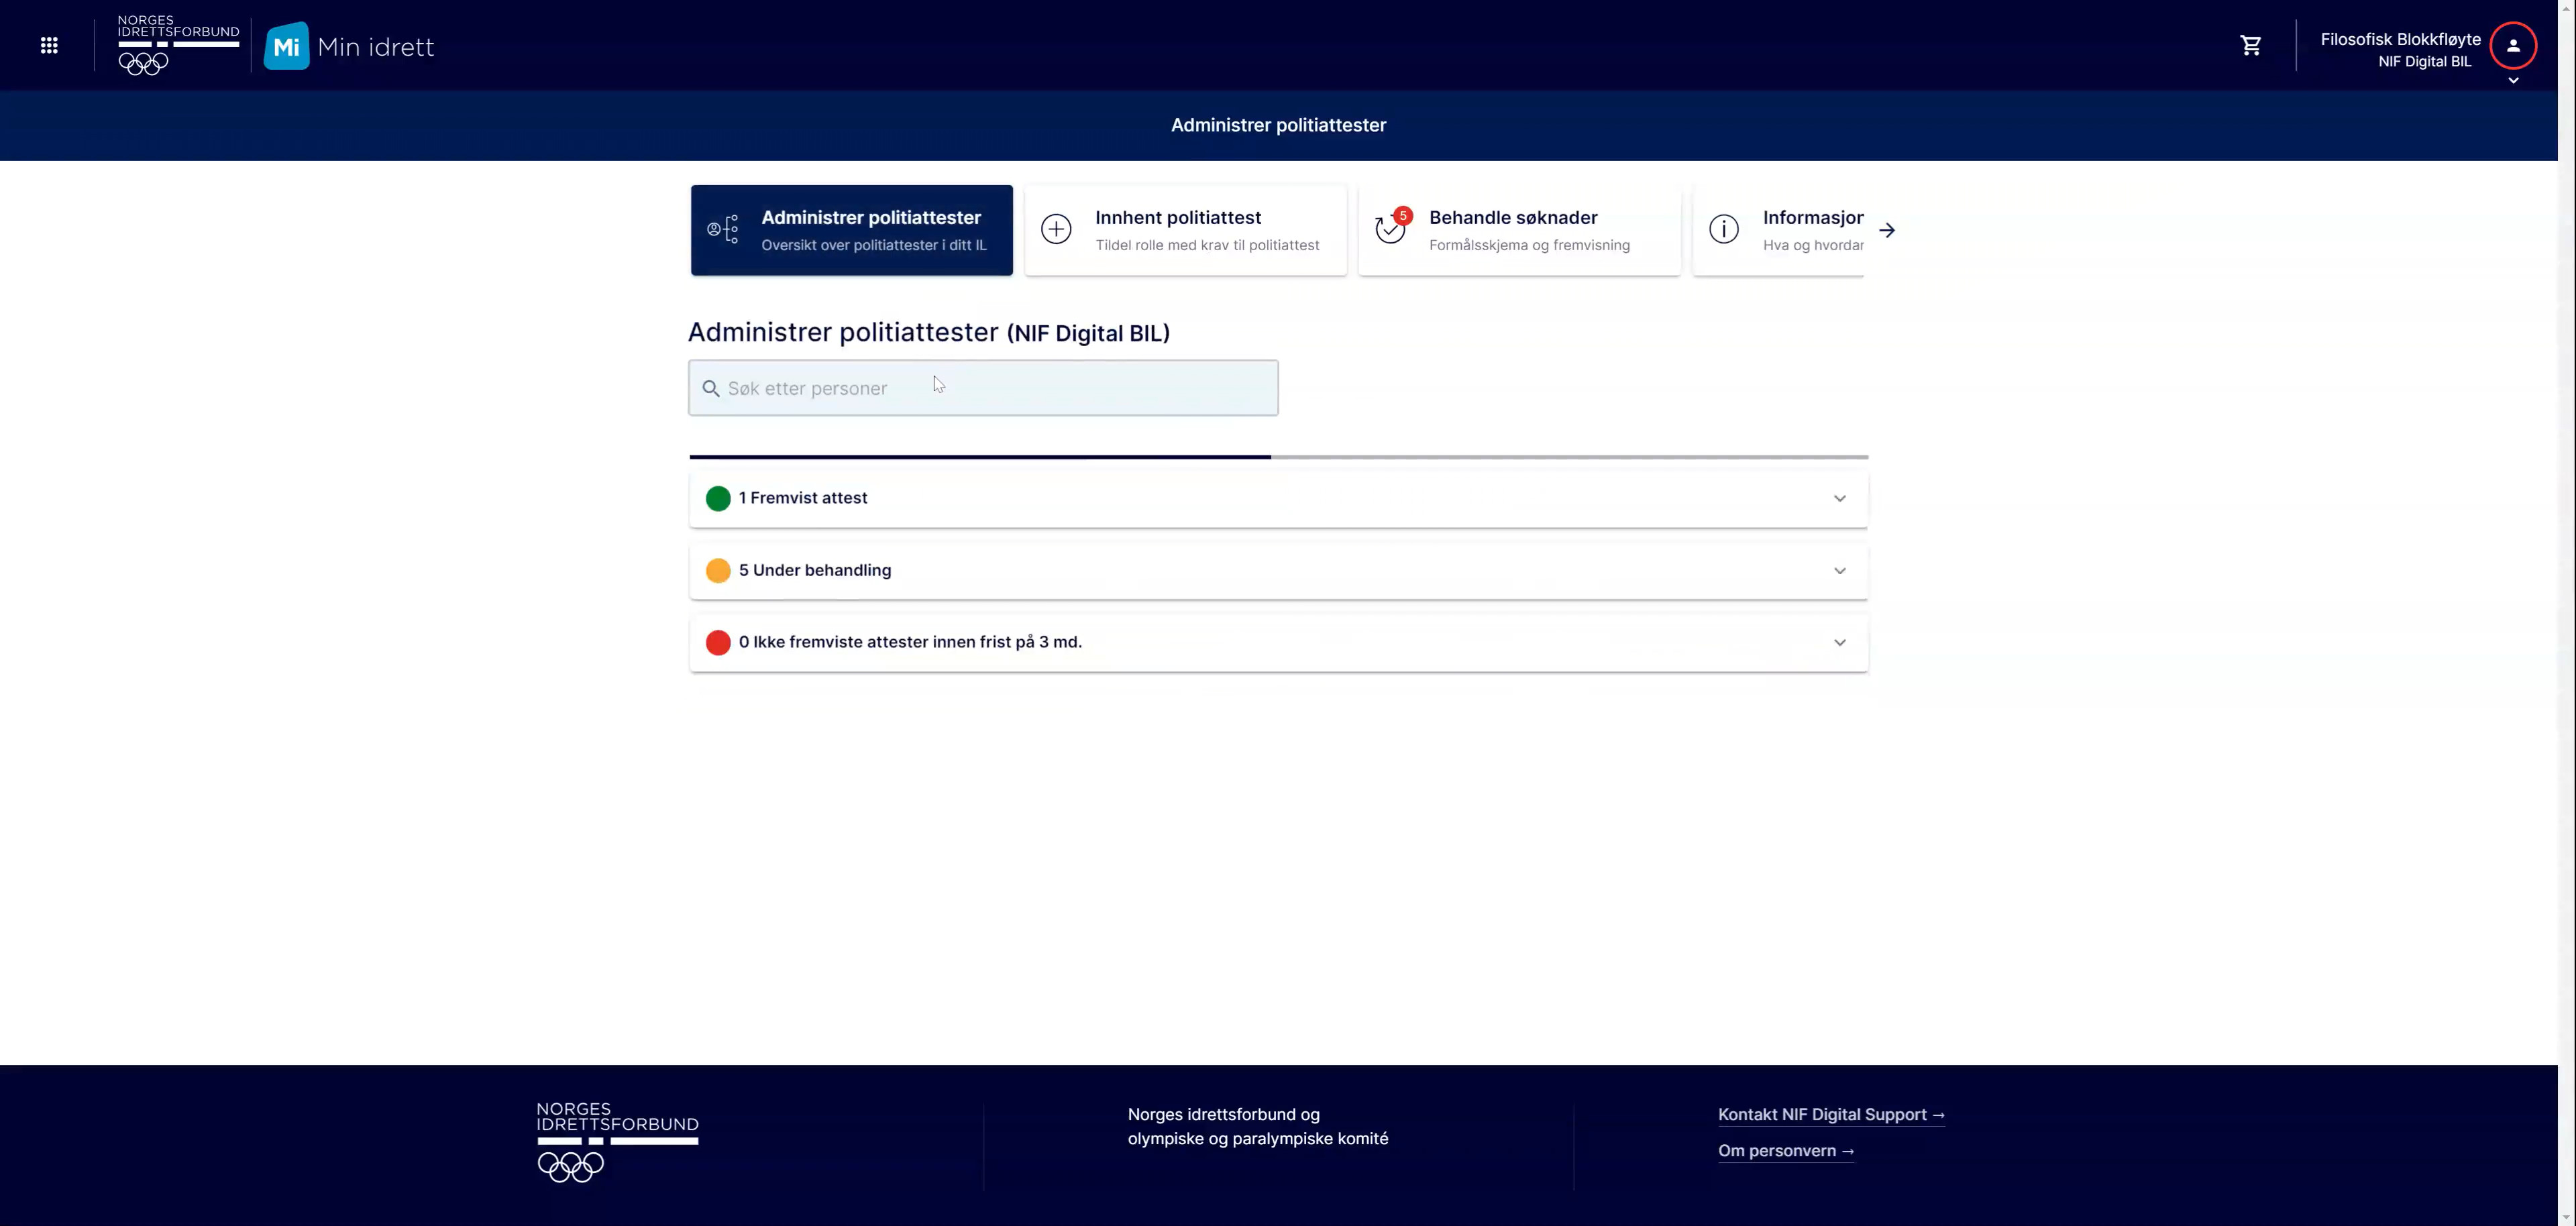 NORGES
IDRETTSFORBUND
Mi Min idrett
Filosofisk Blokkfløyte
NIF Digital BIL
Administrer politiattester
Administrer politiattester
Oversikt over politiattester i ditt IL
Innhent politiattest
Tildel rolle med krav til politiattest
5
Behandle søknader
Formålsskjema og fremvisning
Informasjor
Hva og hvordar
Administrer politiattester (NIF Digital BIL)
Søk etter personer
1 Fremvist attest
5 Under behandling
0 Ikke fremviste attester innen frist på 3 md.
NORGES
IDRETTSFORBUND
Norges idrettsforbund og
olympiske og paralympiske komité
Kontakt NIF Digital Support →
Om personvern →